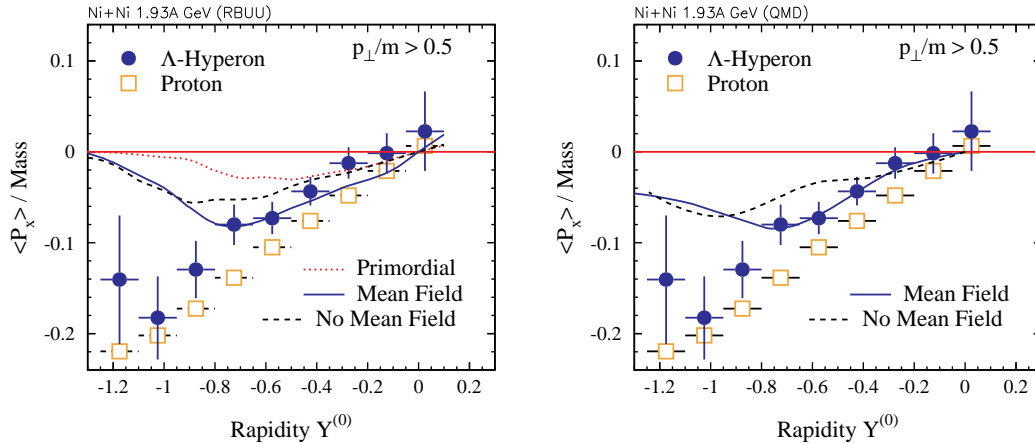 Ni+Ni 1.93A GeV (RBUU)
p⊥/m > 0.5
Λ-Hyperon
Proton
0.1
0
-0.1
-0.2
<P_x> / Mass
Primordial
Mean Field
No Mean Field
-1.2 -1 -0.8 -0.6 -0.4 -0.2 0 0.2
Rapidity Y^(0)
Ni+Ni 1.93A GeV (QMD)
p⊥/m > 0.5
Λ-Hyperon
Proton
0.1
0
-0.1
-0.2
<P_x> / Mass
Mean Field
No Mean Field
-1.2 -1 -0.8 -0.6 -0.4 -0.2 0 0.2
Rapidity Y^(0)